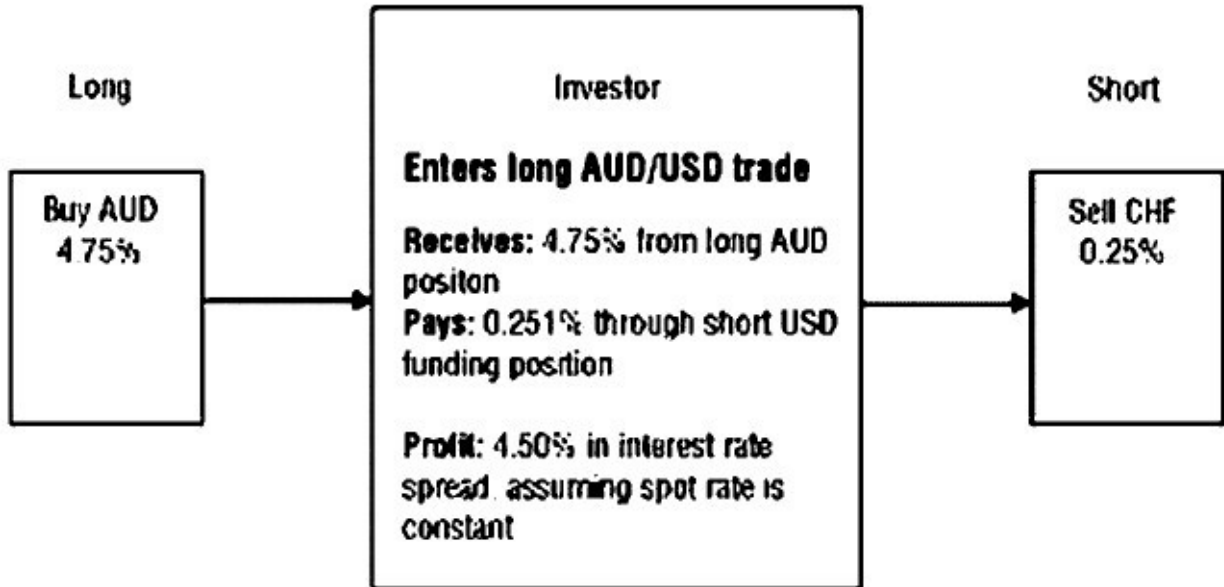 Long
Investor
Short
Buy AUD
4.75%
Enters long AUD/USD trade
Receives: 4.75% from long AUD
positon
Pays: 0.251% through short USD
funding position
Profit: 4.50% in interest rate
spread, assuming spot rate is
constant
Sell CHF
0.25%